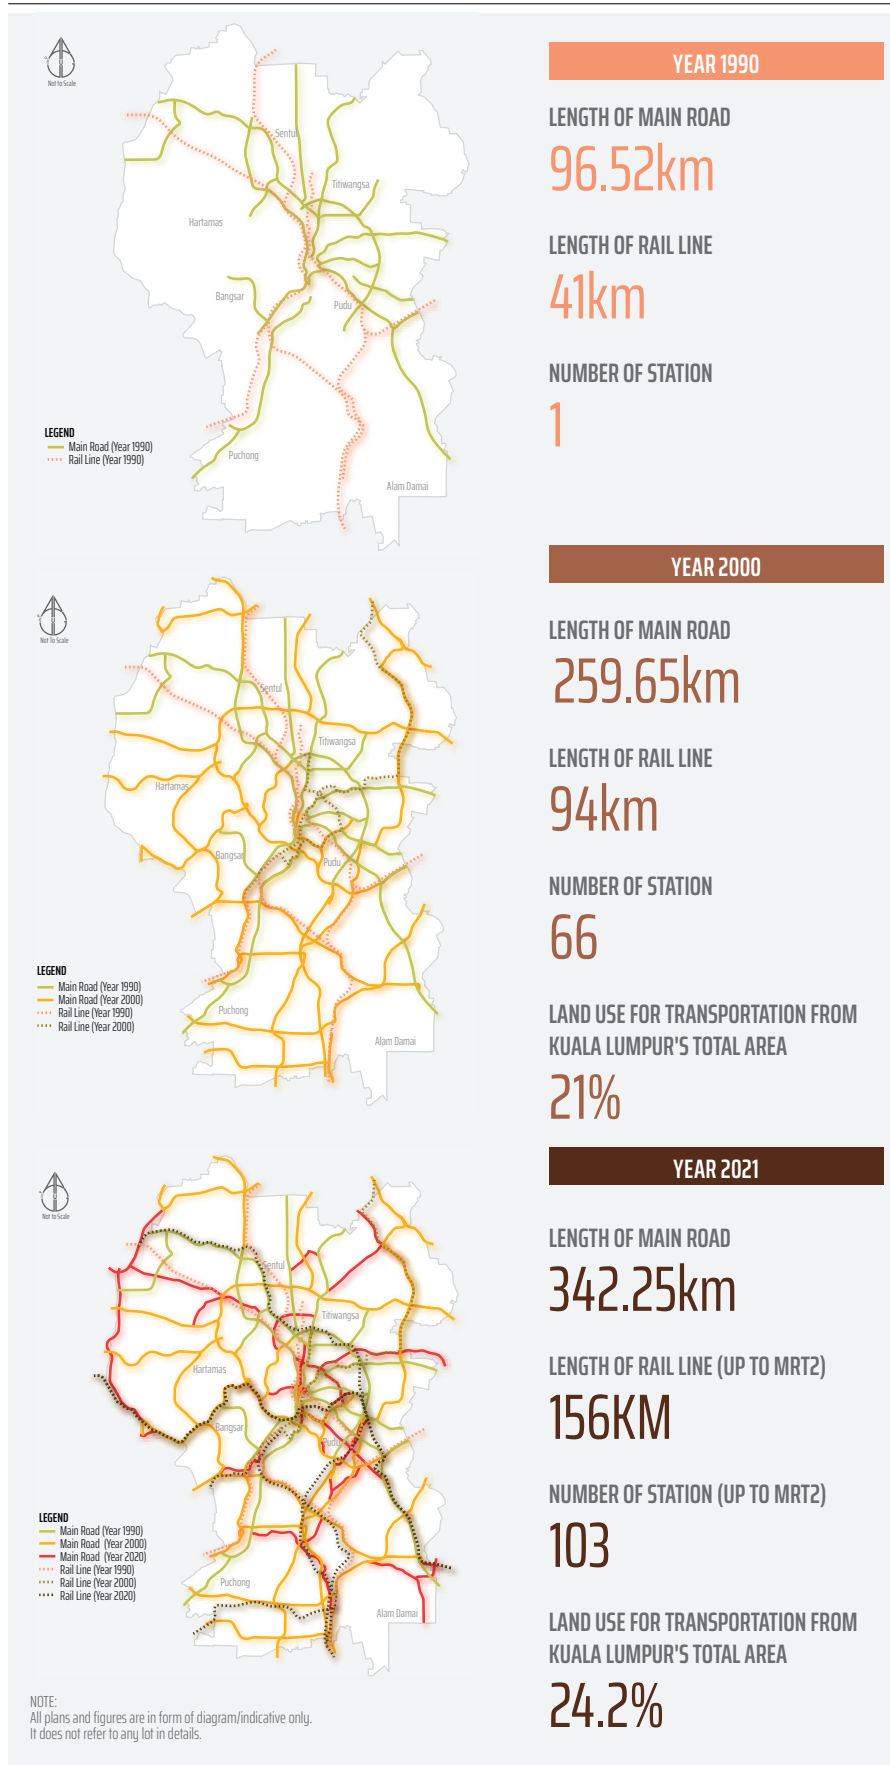 Not to Scale
Sentul
Titiwangsa
Hartamas
Bangsar
Pudu
Puchong
Alam Damai
LEGEND
Main Road (Year 1990)
Rail Line (Year 1990)
YEAR 1990
LENGTH OF MAIN ROAD
96.52km
LENGTH OF RAIL LINE
41km
NUMBER OF STATION
1
Not To Scale
Sentul
Titiwangsa
Hartamas
Bangsar
Pudu
Puchong
Alam Damai
LEGEND
Main Road (Year 1990)
Main Road (Year 2000)
Rail Line (Year 1990)
Rail Line (Year 2000)
YEAR 2000
LENGTH OF MAIN ROAD
259.65km
LENGTH OF RAIL LINE
94km
NUMBER OF STATION
66
LAND USE FOR TRANSPORTATION FROM
KUALA LUMPUR'S TOTAL AREA
21%
Not to Scale
Sentul
Titiwangsa
Hartamas
Bangsar
Pudu
Puchong
Alam Damai
LEGEND
Main Road (Year 1990)
Main Road (Year 2000)
Main Road (Year 2020)
Rail Line (Year 1990)
Rail Line (Year 2000)
Rail Line (Year 2020)
YEAR 2021
LENGTH OF MAIN ROAD
342.25km
LENGTH OF RAIL LINE (UP TO MRT2)
156KM
NUMBER OF STATION (UP TO MRT2)
103
LAND USE FOR TRANSPORTATION FROM
KUALA LUMPUR'S TOTAL AREA
24.2%
NOTE:
All plans and figures are in form of diagram/indicative only.
It does not refer to any lot in details.